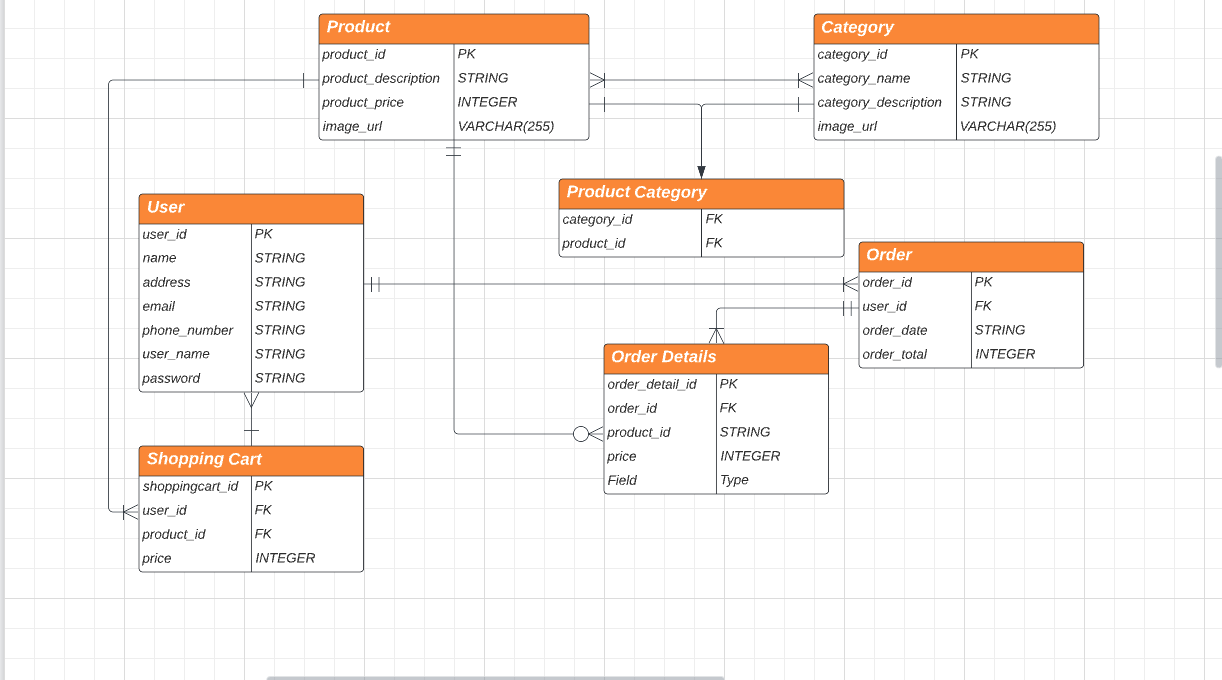 Product
product_id PK
product_description STRING
product_price INTEGER
image_url VARCHAR(255)
Category
category_id PK
category_name STRING
category_description STRING
image_url VARCHAR(255)
Product Category
category_id FK
product_id FK
User
user_id PK
name STRING
address STRING
email STRING
phone_number STRING
user_name STRING
password STRING
Order
order_id PK
user_id FK
order_date STRING
order_total INTEGER
Order Details
order_detail_id PK
order_id FK
product_id STRING
price INTEGER
Field Type
Shopping Cart
shoppingcart_id PK
user_id FK
product_id FK
price INTEGER